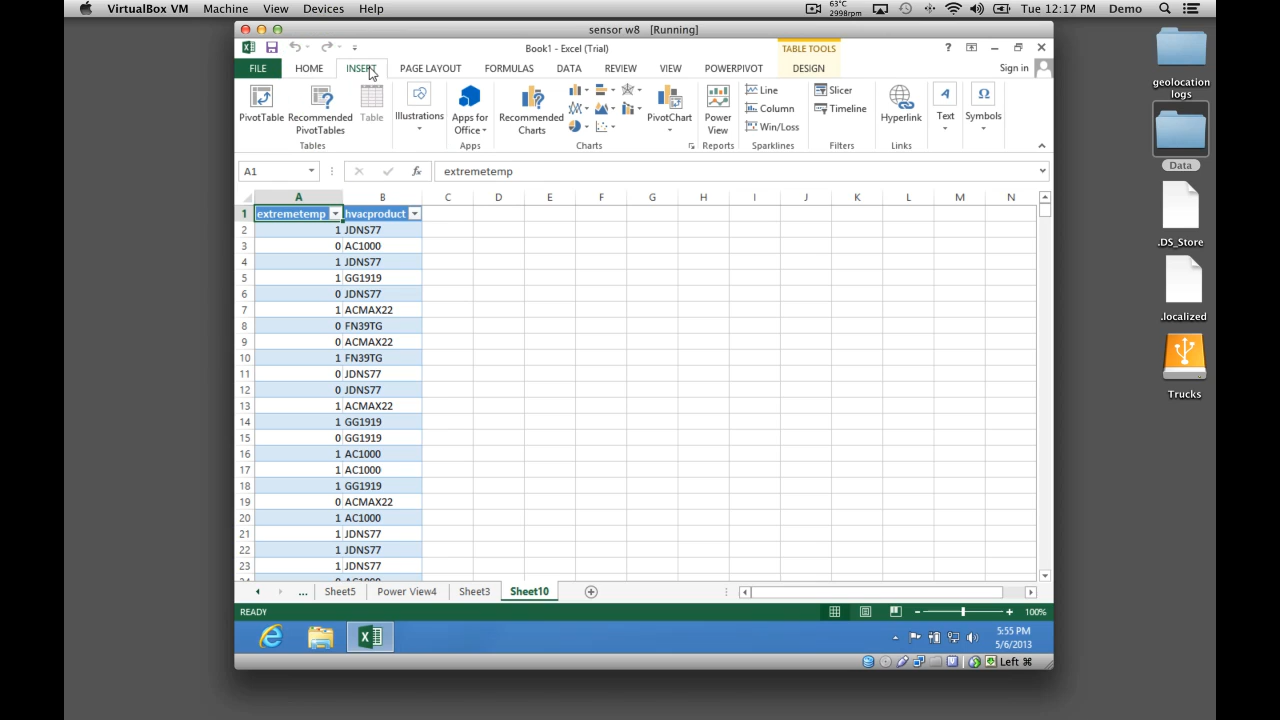 VirtualBox VM Machine View Devices Help 63°C 2998rpm Tue 12:17 PM Demo
sensor w8 [Running]
Book1 - Excel (Trial) TABLE TOOLS ?
FILE HOME INSERT PAGE LAYOUT FORMULAS DATA REVIEW VIEW POWERPIVOT DESIGN Sign in
PivotTable Recommended PivotTables Table Illustrations Apps for Office Recommended Charts PivotChart Power View Line Column Win/Loss Slicer Timeline Hyperlink Text Symbols
Tables Apps Charts Reports Sparklines Filters Links
A1 fx extremetemp
A B C D E F G H I J K L M N
1 extremetemp hvacproduct
2 1 JDNS77
3 0 AC1000
4 1 JDNS77
5 1 GG1919
6 0 JDNS77
7 1 ACMAX22
8 0 FN39TG
9 0 ACMAX22
10 1 FN39TG
11 0 JDNS77
12 0 JDNS77
13 1 ACMAX22
14 1 GG1919
15 0 GG1919
16 1 AC1000
17 1 AC1000
18 1 GG1919
19 0 ACMAX22
20 1 AC1000
21 1 JDNS77
22 1 JDNS77
23 1 JDNS77
24 0 AC1000
... Sheet5 Power View4 Sheet3 Sheet10
READY 100%
5:55 PM
5/6/2013
Left ⌘
geolocation
logs
Data
.DS_Store
.localized
Trucks